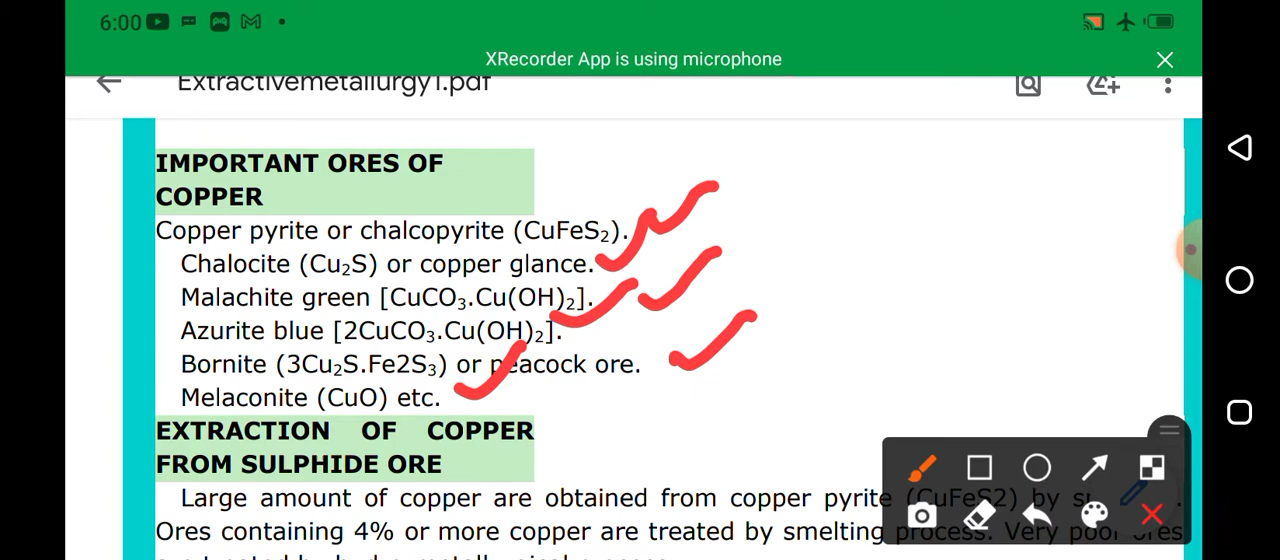 6:00
XRecorder App is using microphone
Extractivemetallurgy1.pdf
IMPORTANT ORES OF
COPPER
Copper pyrite or chalcopyrite (CuFeS₂).
Chalocite (Cu₂S) or copper glance.
Malachite green [CuCO₃.Cu(OH)₂].
Azurite blue [2CuCO₃.Cu(OH)₂].
Bornite (3Cu₂S.Fe2S₃) or peacock ore.
Melaconite (CuO) etc.
EXTRACTION OF COPPER
FROM SULPHIDE ORE
Large amount of copper are obtained from copper pyrite (CuFeS2) by
Ores containing 4% or more copper are treated by smelting process. Very poor ores